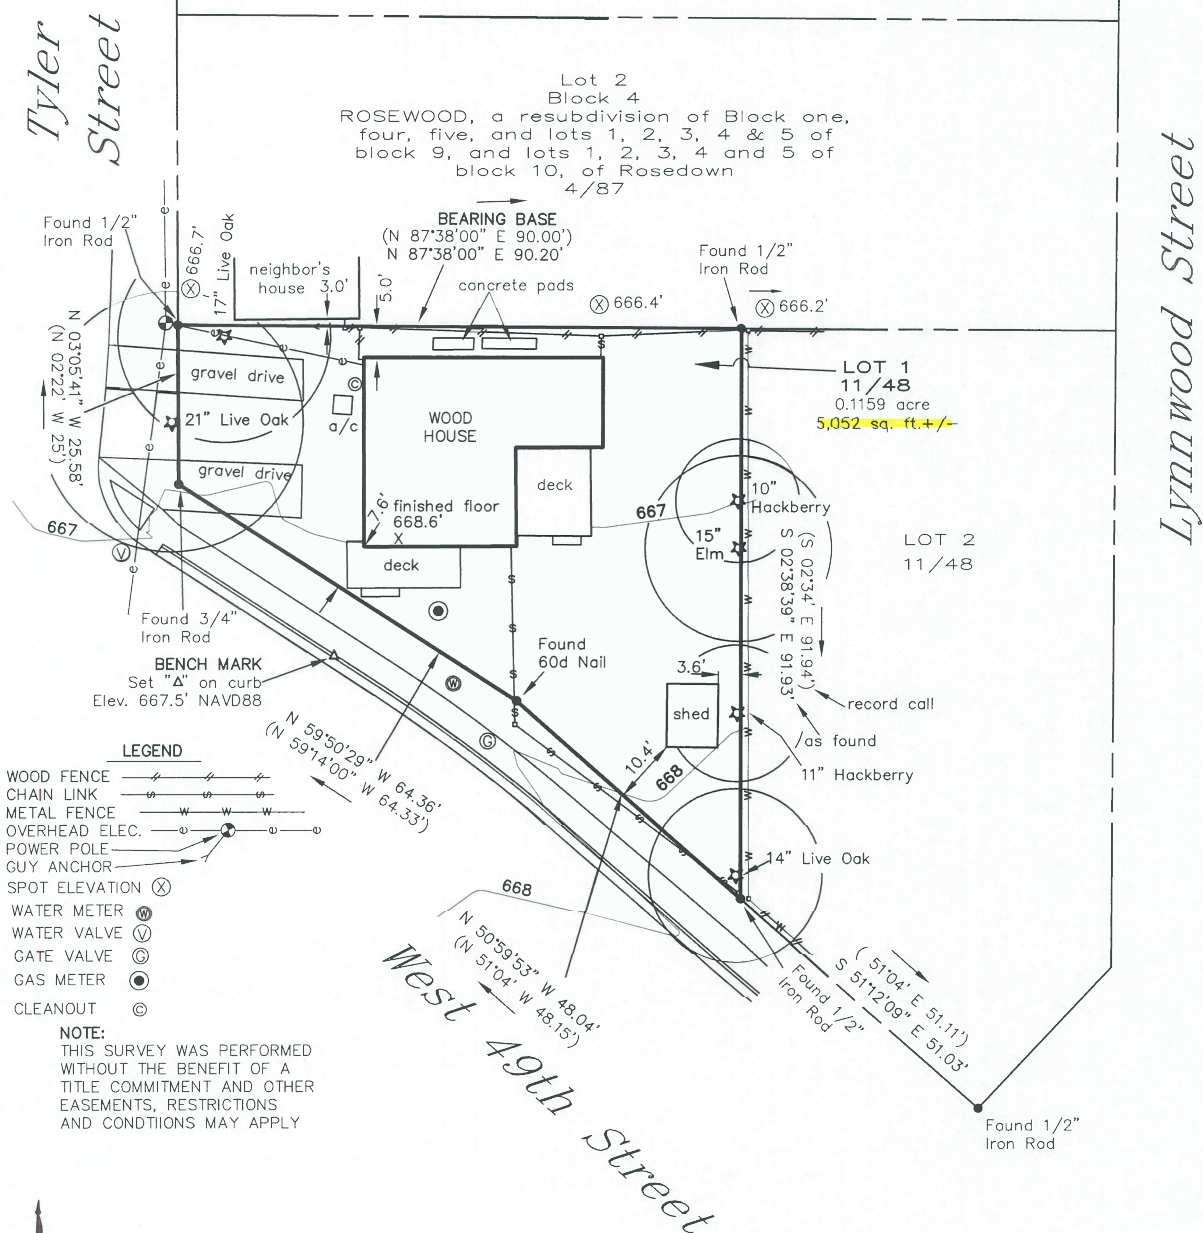 Tyler
Street
Lot 2
Block 4
ROSEWOOD, a resubdivision of Block one,
four, five, and lots 1, 2, 3, 4 & 5 of
block 9, and lots 1, 2, 3, 4 and 5 of
block 10, of Rosedown
4/87
Lynnwood Street
BEARING BASE
(N 87°38'00" E 90.00')
N 87°38'00" E 90.20'
Found 1/2"
Iron Rod
Ⓧ 666.7'
17" Live Oak
neighbor's
house 3.0'
5.0'
concrete pads
Found 1/2"
Iron Rod
Ⓧ 666.4'
Ⓧ 666.2'
N 03°05'41" W 25.58'
(N 02°22' W 25')
gravel drive
21" Live Oak
gravel drive
Ⓒ
a/c
WOOD
HOUSE
LOT 1
11/48
0.1159 acre
5,052 sq. ft.+/-
7.6'
finished floor
668.6'
X
deck
deck
667
667
10"
Hackberry
15"
Elm
(S 02°34' E 91.94')
S 02°38'39" E 91.93'
LOT 2
11/48
Ⓥ
Found 3/4"
Iron Rod
BENCH MARK
Set "Δ" on curb
Elev. 667.5' NAVD88
Found
60d Nail
Ⓦ
Ⓖ
3.6'
shed
10.4'
668
record call
as found
11" Hackberry
N 59°50'29" W 64.36'
(N 59°14'00" W 64.33')
14" Live Oak
668
N 50°59'53" W 48.04'
(N 51°04' W 48.15')
Found 1/2"
Iron Rod
( 51°04' E 51.11')
S 51°12'09" E 51.03'
Found 1/2"
Iron Rod
West 49th Street
LEGEND
WOOD FENCE
CHAIN LINK
METAL FENCE
OVERHEAD ELEC.
POWER POLE
GUY ANCHOR
SPOT ELEVATION Ⓧ
WATER METER Ⓦ
WATER VALVE Ⓥ
GATE VALVE Ⓖ
GAS METER
CLEANOUT Ⓒ
NOTE:
THIS SURVEY WAS PERFORMED
WITHOUT THE BENEFIT OF A
TITLE COMMITMENT AND OTHER
EASEMENTS, RESTRICTIONS
AND CONDTIIONS MAY APPLY